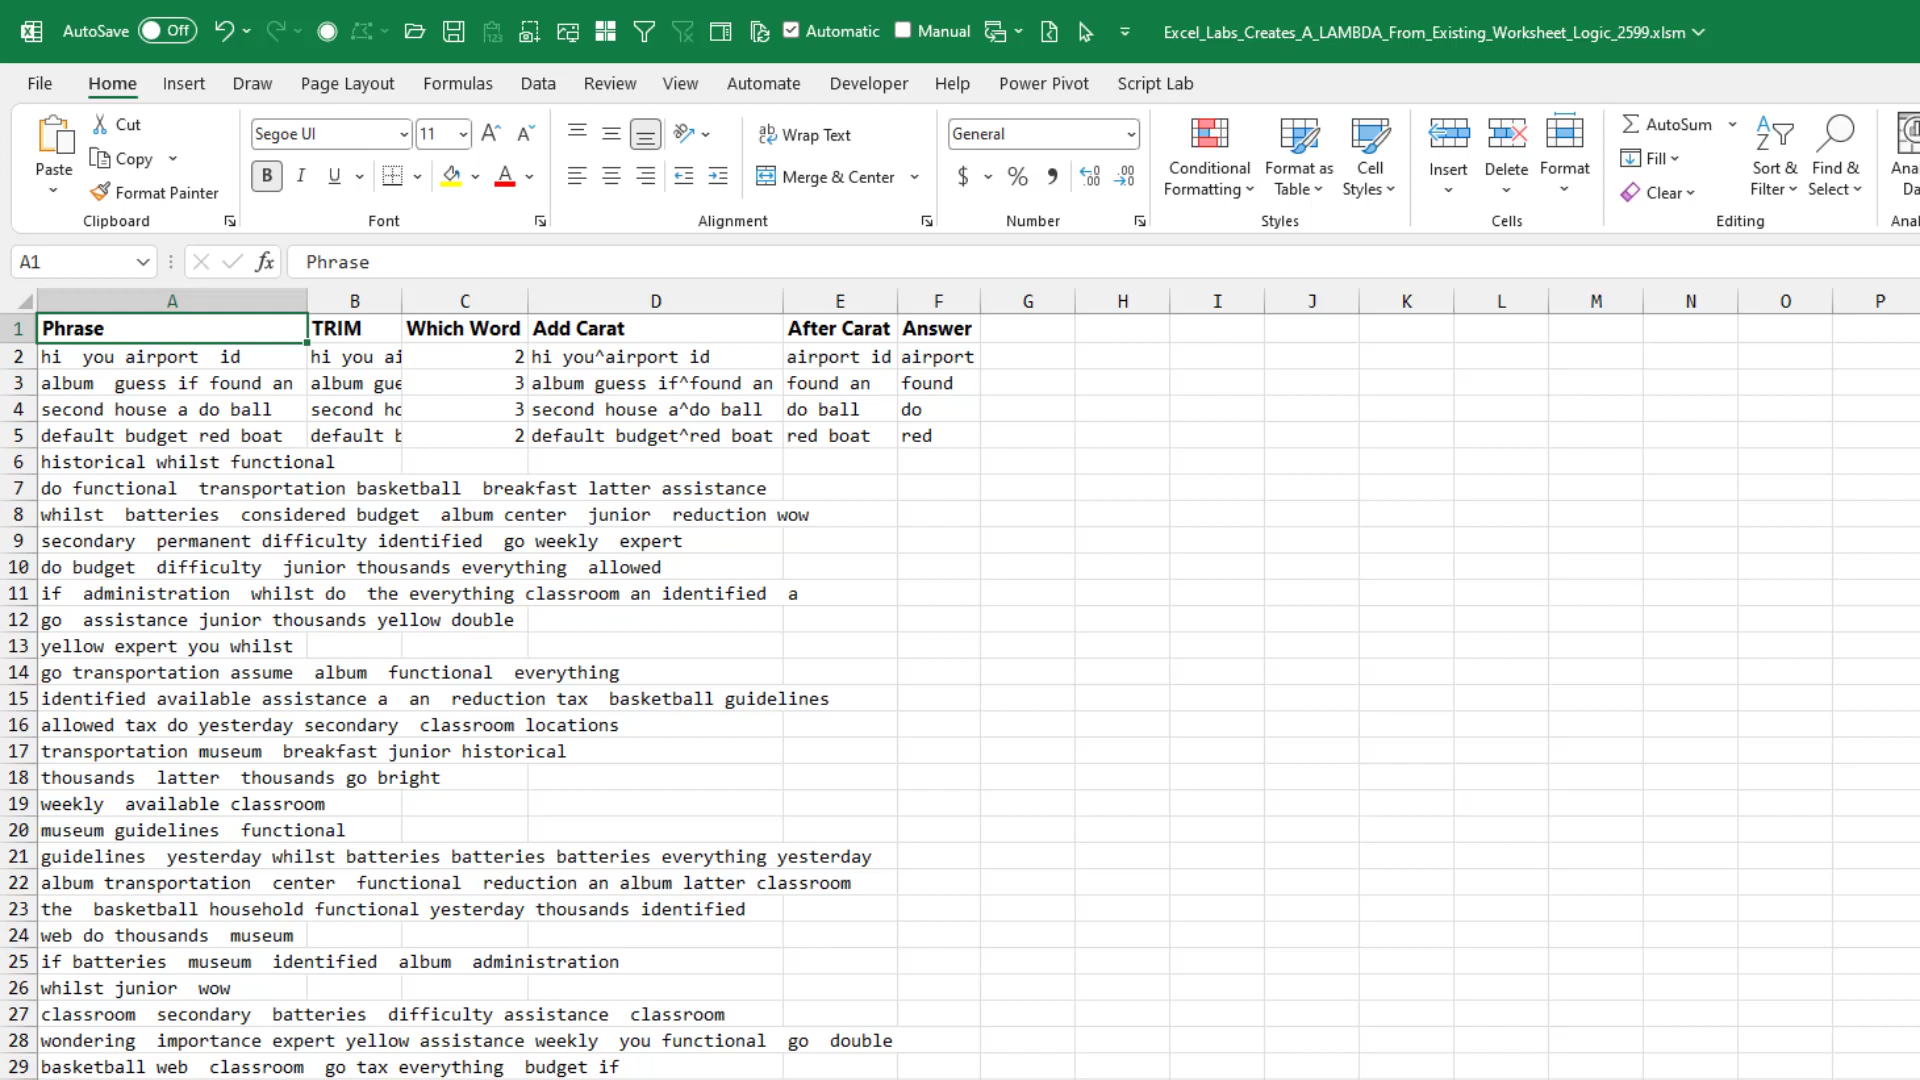 AutoSave Off Automatic Manual Excel_Labs_Creates_A_LAMBDA_From_Existing_Worksheet_Logic_2599.xlsm
File Home Insert Draw Page Layout Formulas Data Review View Automate Developer Help Power Pivot Script Lab
Paste Cut Copy Format Painter Clipboard
Segoe UI 11 B I U A Font
ab Wrap Text Merge & Center Alignment
General $ % Number
Conditional Formatting Format as Table Cell Styles Styles
Insert Delete Format Cells
AutoSum Fill Clear Sort & Filter Find & Select Editing
A1 fx Phrase
A B C D E F G H I J K L M N O P
1 Phrase TRIM Which Word Add Carat After Carat Answer
2 hi  you airport  id hi you ai 2 hi you^airport id airport id airport
3 album  guess if found an album gue 3 album guess if^found an found an found
4 second house a do ball second ho 3 second house a^do ball do ball do
5 default budget red boat default b 2 default budget^red boat red boat red
6 historical whilst functional
7 do functional  transportation basketball  breakfast latter assistance
8 whilst  batteries  considered budget  album center  junior  reduction wow
9 secondary  permanent difficulty identified  go weekly  expert
10 do budget  difficulty  junior thousands everything  allowed
11 if  administration  whilst do  the everything classroom an identified  a
12 go  assistance junior thousands yellow double
13 yellow expert you whilst
14 go transportation assume  album  functional  everything
15 identified available assistance a  an  reduction tax  basketball guidelines
16 allowed tax do yesterday secondary  classroom locations
17 transportation museum  breakfast junior historical
18 thousands  latter  thousands go bright
19 weekly  available classroom
20 museum guidelines  functional
21 guidelines  yesterday whilst batteries batteries batteries everything yesterday
22 album transportation  center  functional  reduction an album latter classroom
23 the  basketball household functional yesterday thousands identified
24 web do thousands  museum
25 if batteries  museum  identified  album  administration
26 whilst junior  wow
27 classroom  secondary  batteries  difficulty assistance  classroom
28 wondering  importance expert yellow assistance weekly  you functional  go  double
29 basketball web  classroom  go tax everything  budget if